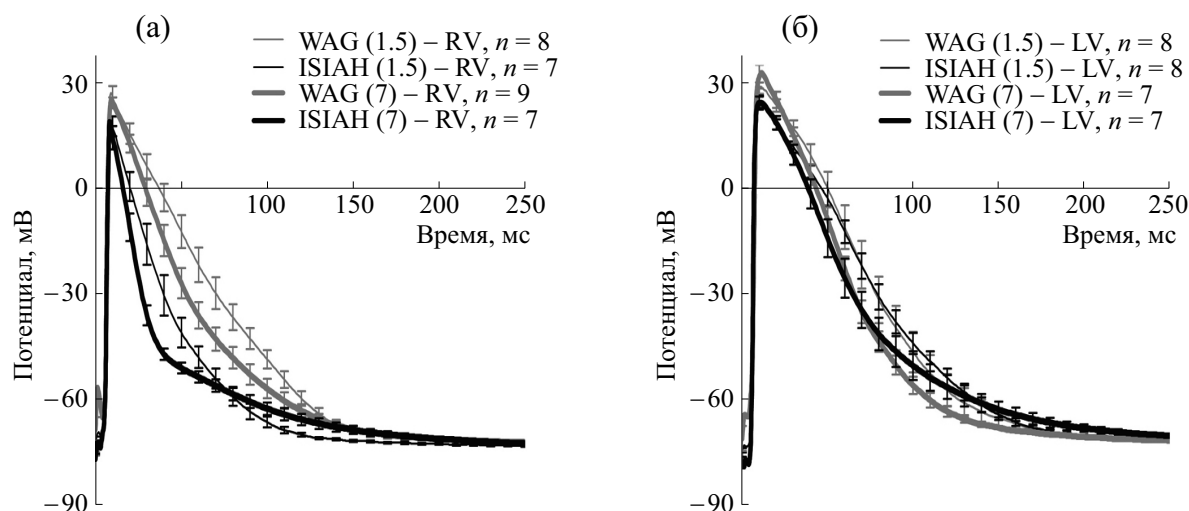 (а)
WAG (1.5) – RV, n = 8
ISIAH (1.5) – RV, n = 7
WAG (7) – RV, n = 9
ISIAH (7) – RV, n = 7
30
0
–30
–60
–90
100
150
200
250
Время, мс
Потенциал, мВ
(б)
WAG (1.5) – LV, n = 8
ISIAH (1.5) – LV, n = 8
WAG (7) – LV, n = 7
ISIAH (7) – LV, n = 7
30
0
–30
–60
–90
100
150
200
250
Время, мс
Потенциал, мВ